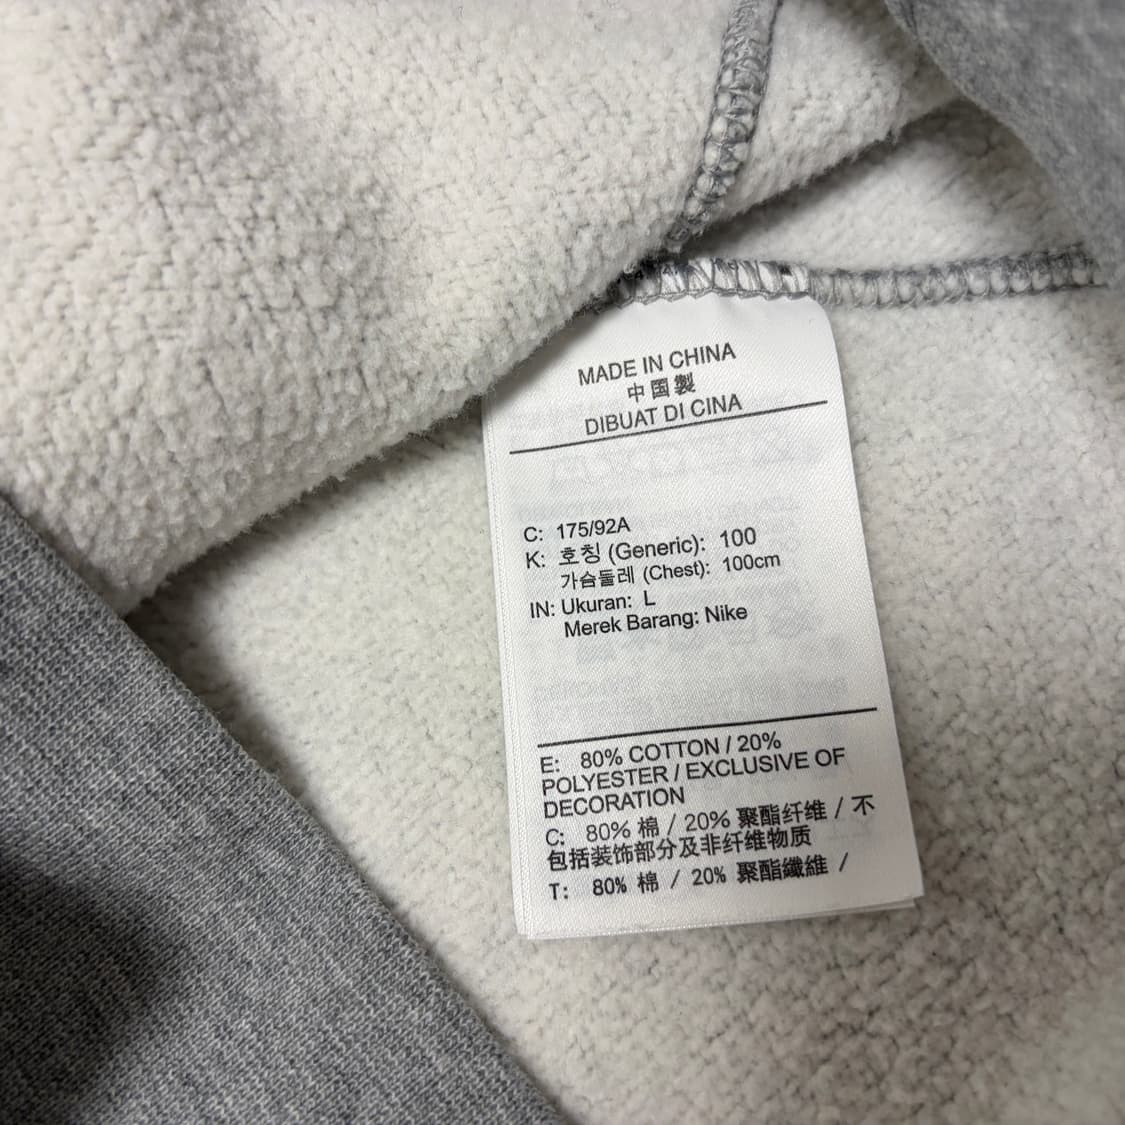 MADE IN CHINA
中国製
DIBUAT DI CINA
C: 175/92A
K: 호칭 (Generic): 100
가슴둘레 (Chest): 100cm
IN: Ukuran: L
Merek Barang: Nike
E: 80% COTTON / 20%
POLYESTER / EXCLUSIVE OF
DECORATION
C: 80% 棉 / 20% 聚酯纤维 / 不
包括装饰部分及非纤维物质
T: 80% 棉 / 20% 聚酯纖維 /